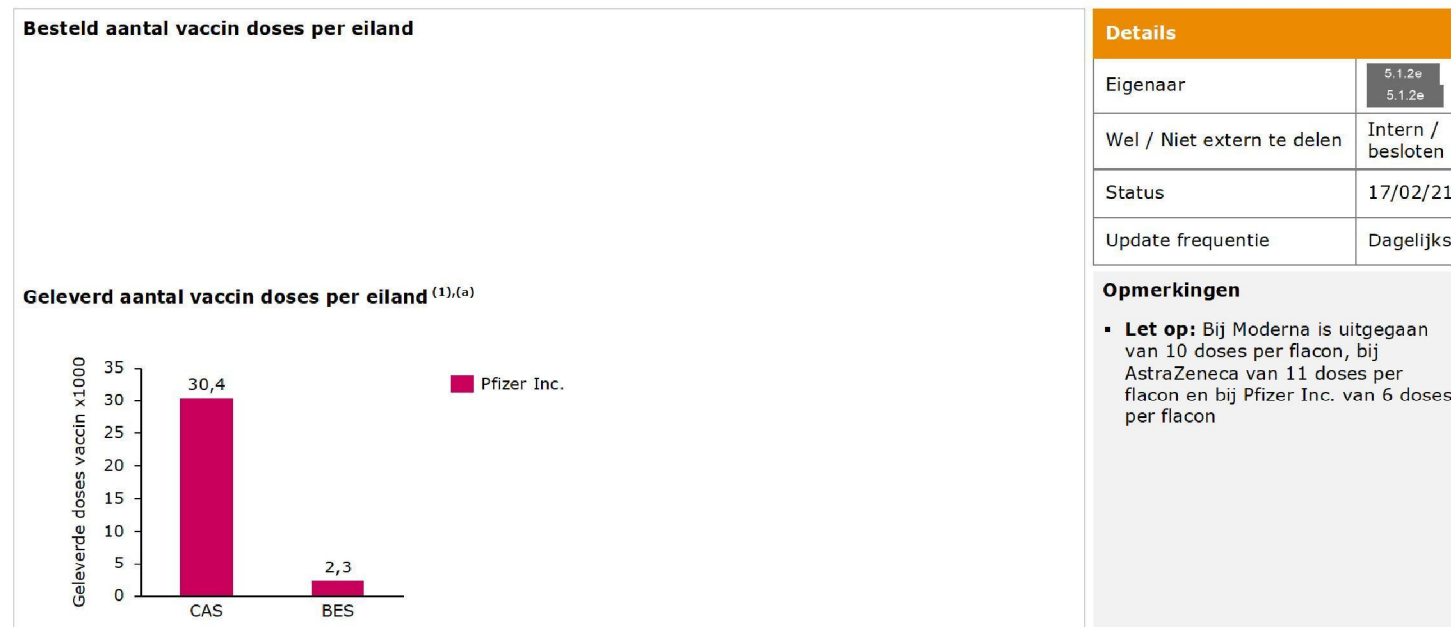 Besteld aantal vaccin doses per eiland
Geleverd aantal vaccin doses per eiland (1),(a)
Geleverde doses vaccin x1000
35
30
25
20
15
10
5
0
30,4
2,3
CAS
BES
Pfizer Inc.
Details
Eigenaar
5.1.2e
5.1.2e
Wel / Niet extern te delen
Intern /
besloten
Status
17/02/21
Update frequentie
Dagelijks
Opmerkingen
▪ Let op: Bij Moderna is uitgegaan
van 10 doses per flacon, bij
AstraZeneca van 11 doses per
flacon en bij Pfizer Inc. van 6 doses
per flacon